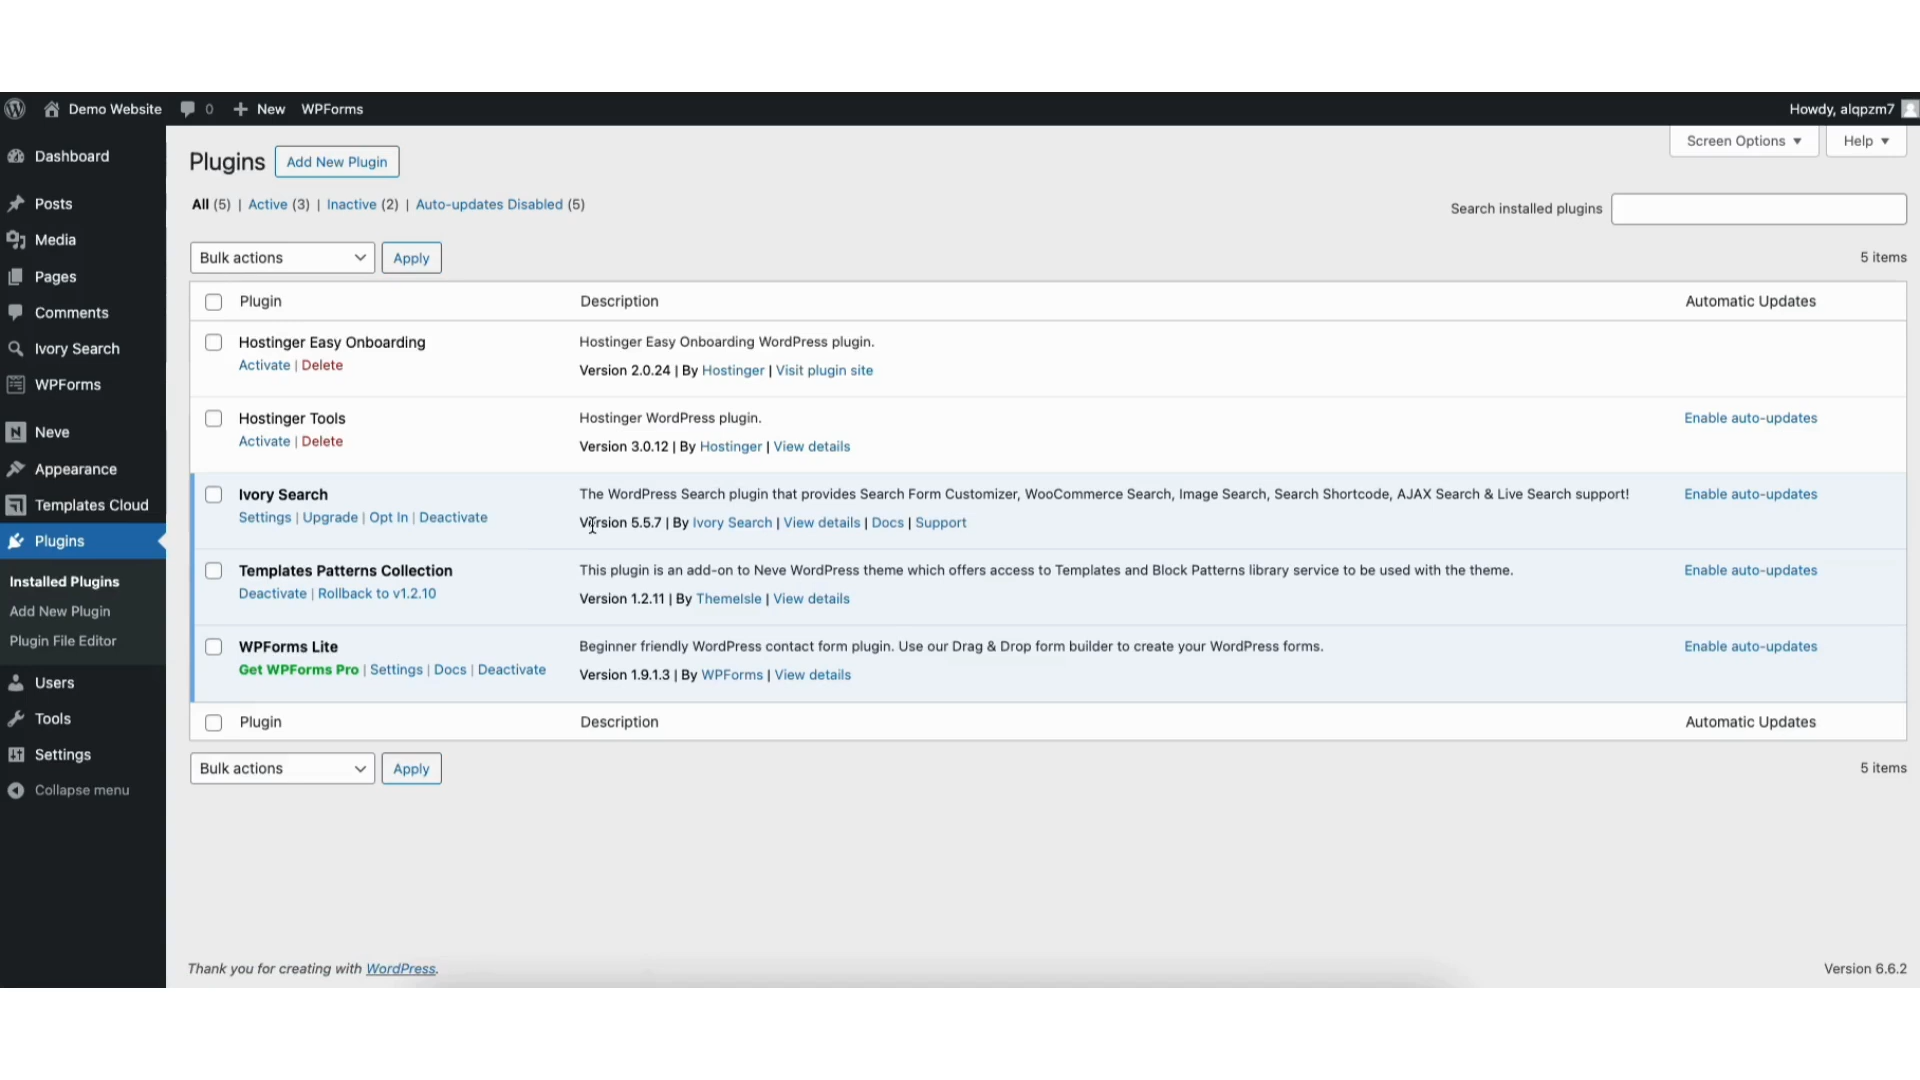 Demo Website 0 New WPForms Howdy, alqpzm7
Screen Options Help
Dashboard
Posts
Media
Pages
Comments
Ivory Search
WPForms
Neve
Appearance
Templates Cloud
Plugins
Installed Plugins
Add New Plugin
Plugin File Editor
Users
Tools
Settings
Collapse menu
Plugins Add New Plugin
All (5) | Active (3) | Inactive (2) | Auto-updates Disabled (5)
Search installed plugins
Bulk actions Apply 5 items
Plugin Description Automatic Updates
Hostinger Easy Onboarding Hostinger Easy Onboarding WordPress plugin.
Activate | Delete Version 2.0.24 | By Hostinger | Visit plugin site
Hostinger Tools Hostinger WordPress plugin. Enable auto-updates
Activate | Delete Version 3.0.12 | By Hostinger | View details
Ivory Search The WordPress Search plugin that provides Search Form Customizer, WooCommerce Search, Image Search, Search Shortcode, AJAX Search & Live Search support! Enable auto-updates
Settings | Upgrade | Opt In | Deactivate Version 5.5.7 | By Ivory Search | View details | Docs | Support
Templates Patterns Collection This plugin is an add-on to Neve WordPress theme which offers access to Templates and Block Patterns library service to be used with the theme. Enable auto-updates
Deactivate | Rollback to v1.2.10 Version 1.2.11 | By ThemeIsle | View details
WPForms Lite Beginner friendly WordPress contact form plugin. Use our Drag & Drop form builder to create your WordPress forms. Enable auto-updates
Get WPForms Pro | Settings | Docs | Deactivate Version 1.9.1.3 | By WPForms | View details
Plugin Description Automatic Updates
Bulk actions Apply 5 items
Thank you for creating with WordPress. Version 6.6.2